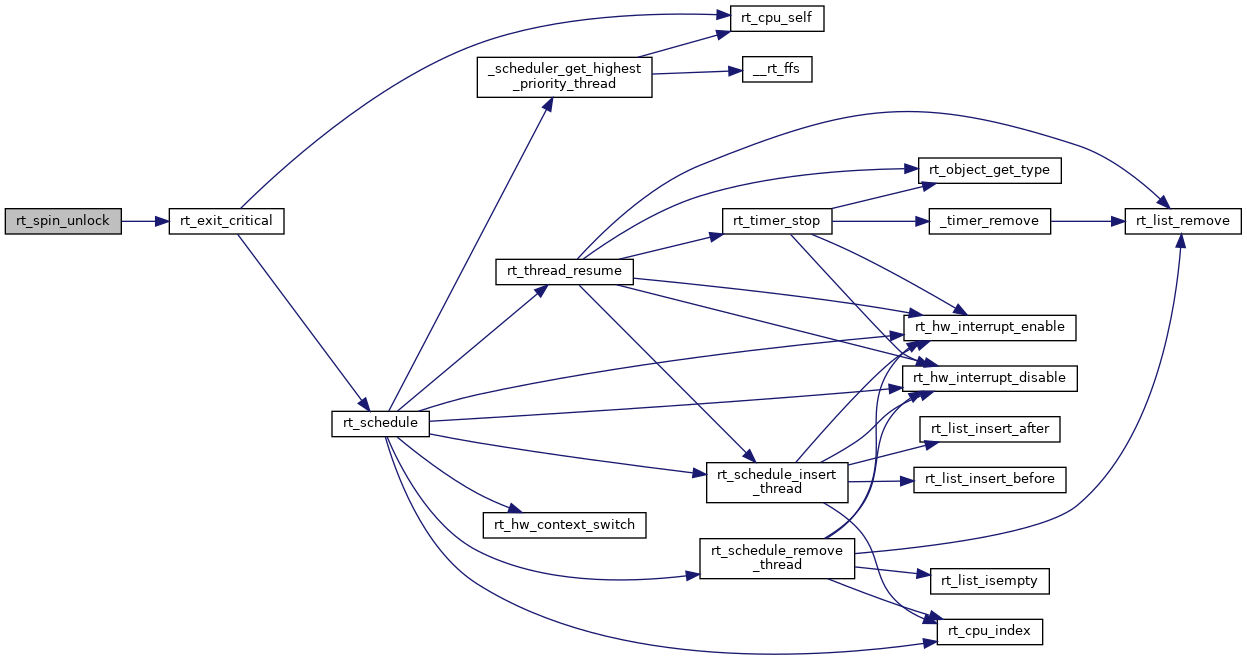 rt_cpu_self
_scheduler_get_highest
_priority_thread
__rt_ffs
rt_object_get_type
rt_spin_unlock
rt_exit_critical
rt_timer_stop
_timer_remove
rt_list_remove
rt_thread_resume
rt_hw_interrupt_enable
rt_hw_interrupt_disable
rt_schedule
rt_list_insert_after
rt_schedule_insert
_thread
rt_list_insert_before
rt_hw_context_switch
rt_schedule_remove
_thread
rt_list_isempty
rt_cpu_index